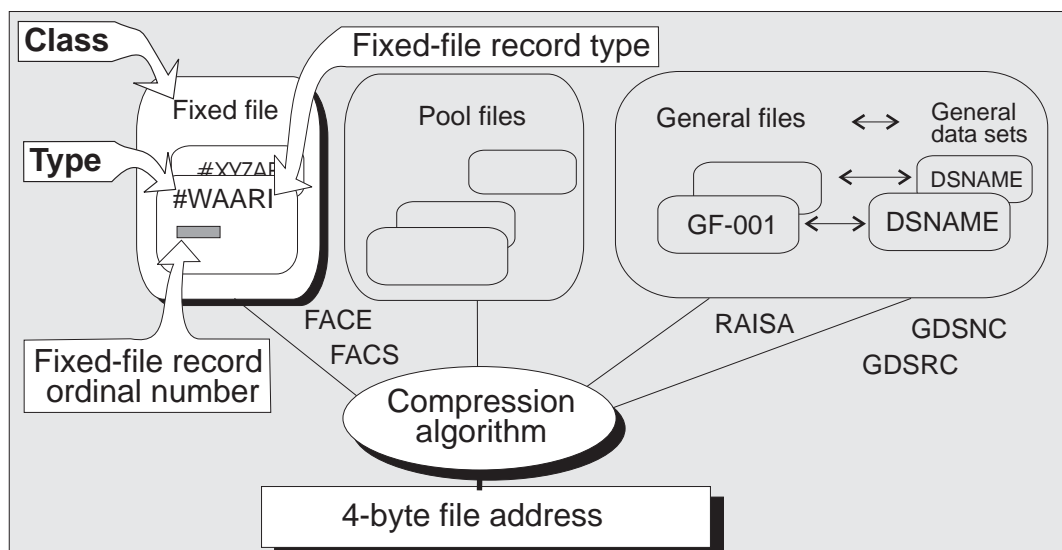 Class
Fixed-file record type
Fixed file
Pool files
General files
General
data sets
Type
#XYZAB
#WAARI
DSNAME
GF-001
DSNAME
FACE
FACS
RAISA
GDSNC
GDSRC
Fixed-file record
ordinal number
Compression
algorithm
4-byte file address